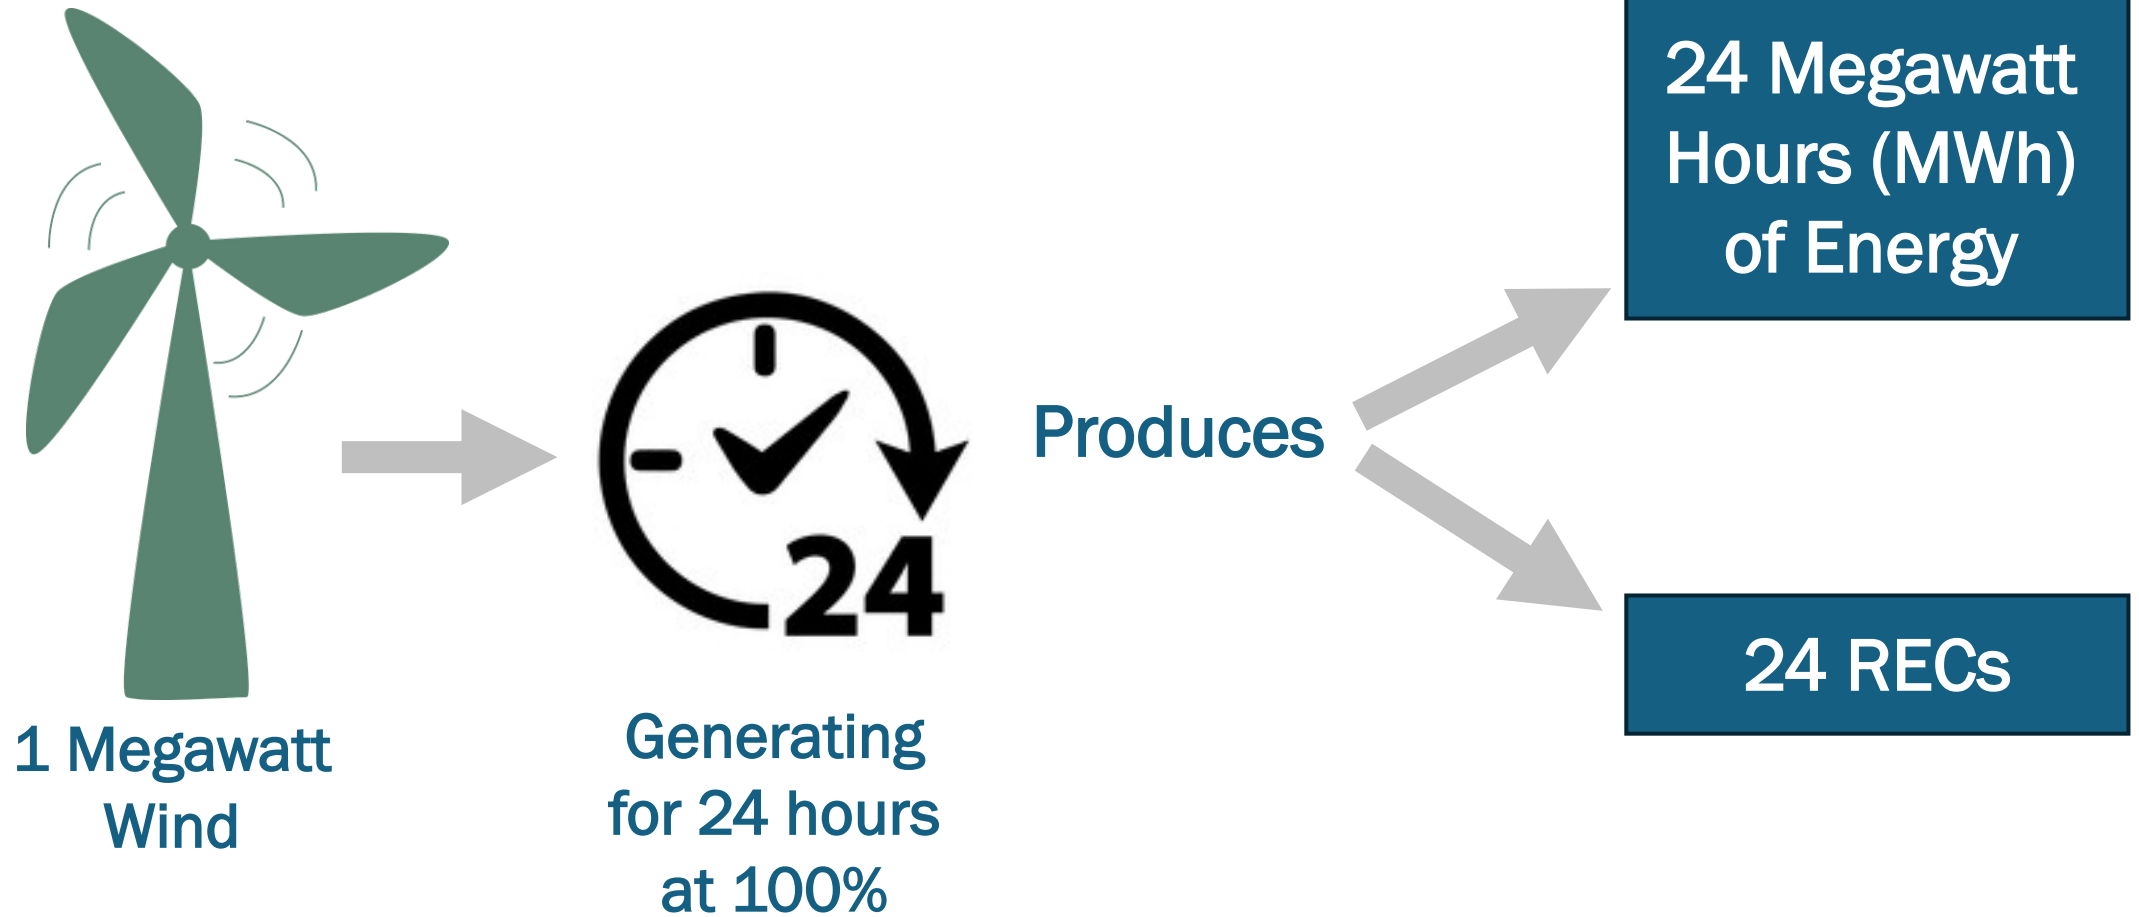 1 Megawatt
Wind
24
Generating
for 24 hours
at 100%
Produces
24 Megawatt
Hours (MWh)
of Energy
24 RECs